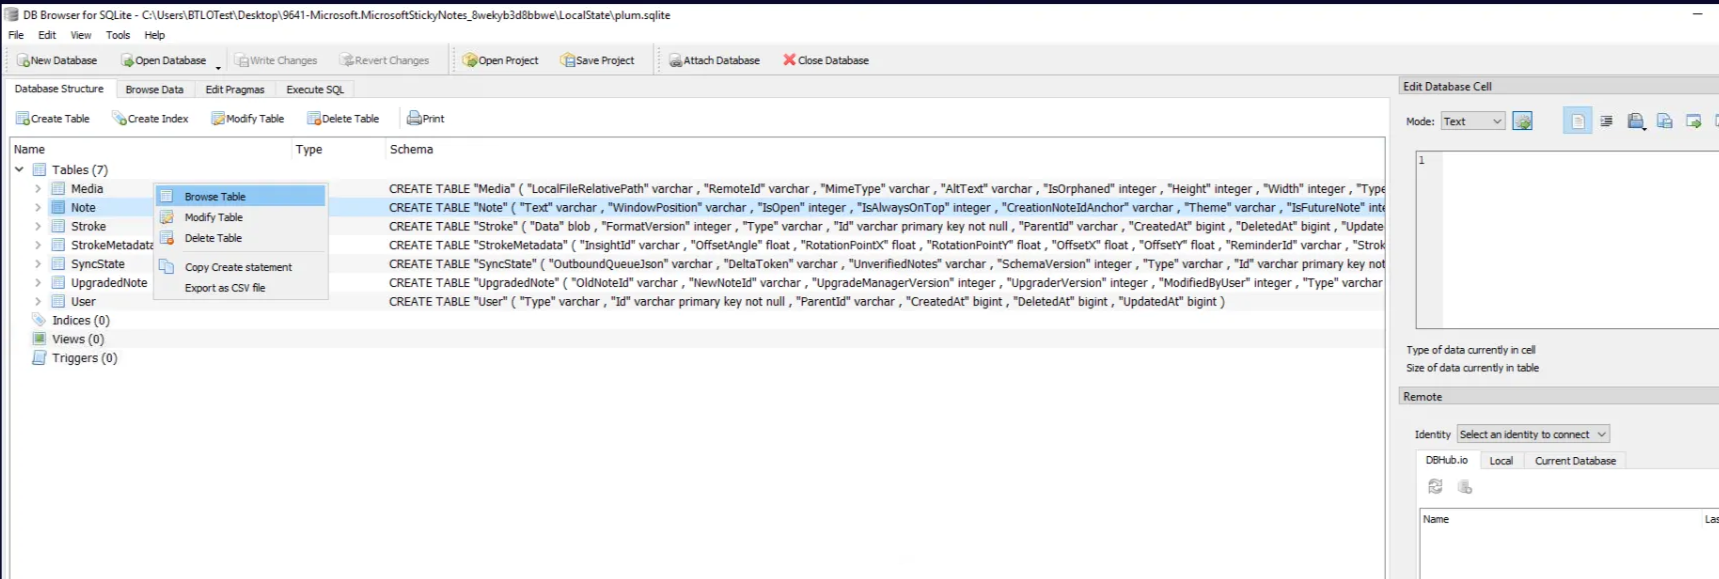 DB Browser for SQLite - C:\Users\BTLOTest\Desktop\9641-Microsoft.MicrosoftStickyNotes_8wekyb3d8bbwe\LocalState\plum.sqlite
File Edit View Tools Help
New Database Open Database Write Changes Revert Changes Open Project Save Project Attach Database Close Database
Database Structure Browse Data Edit Pragmas Execute SQL
Create Table Create Index Modify Table Delete Table Print
Name Type Schema
Tables (7)
Media CREATE TABLE "Media" ( "LocalFileRelativePath" varchar , "RemoteId" varchar , "MimeType" varchar , "AltText" varchar , "IsOrphaned" integer , "Height" integer , "Width" integer , "Type
Note CREATE TABLE "Note" ( "Text" varchar , "WindowPosition" varchar , "IsOpen" integer , "IsAlwaysOnTop" integer , "CreationNoteIdAnchor" varchar , "Theme" varchar , "IsFutureNote" inte
Stroke CREATE TABLE "Stroke" ( "Data" blob , "FormatVersion" integer , "Type" varchar , "Id" varchar primary key not null , "ParentId" varchar , "CreatedAt" bigint , "DeletedAt" bigint , "Update
StrokeMetadata CREATE TABLE "StrokeMetadata" ( "InsightId" varchar , "OffsetAngle" float , "RotationPointX" float , "RotationPointY" float , "OffsetX" float , "OffsetY" float , "ReminderId" varchar , "Strok
SyncState CREATE TABLE "SyncState" ( "OutboundQueueJson" varchar , "DeltaToken" varchar , "UnverifiedNotes" varchar , "SchemaVersion" integer , "Type" varchar , "Id" varchar primary key not
UpgradedNote CREATE TABLE "UpgradedNote" ( "OldNoteId" varchar , "NewNoteId" varchar , "UpgradeManagerVersion" integer , "UpgraderVersion" integer , "ModifiedByUser" integer , "Type" varchar
User CREATE TABLE "User" ( "Type" varchar , "Id" varchar primary key not null , "ParentId" varchar , "CreatedAt" bigint , "DeletedAt" bigint , "UpdatedAt" bigint )
Indices (0)
Views (0)
Triggers (0)
Browse Table
Modify Table
Delete Table
Copy Create statement
Export as CSV file
Edit Database Cell
Mode: Text
1
Type of data currently in cell
Size of data currently in table
Remote
Identity Select an identity to connect
DBHub.io Local Current Database
Name Las